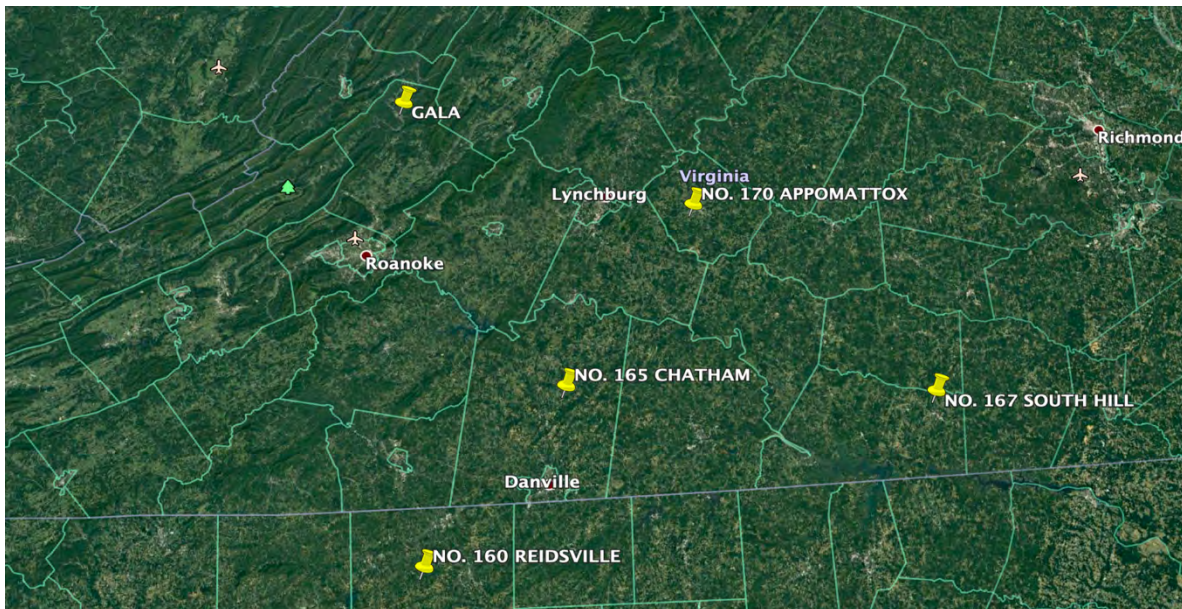 GALA
Richmond
Virginia
Lynchburg
NO. 170 APPOMATTOX
Roanoke
NO. 165 CHATHAM
NO. 167 SOUTH HILL
Danville
NO. 160 REIDSVILLE